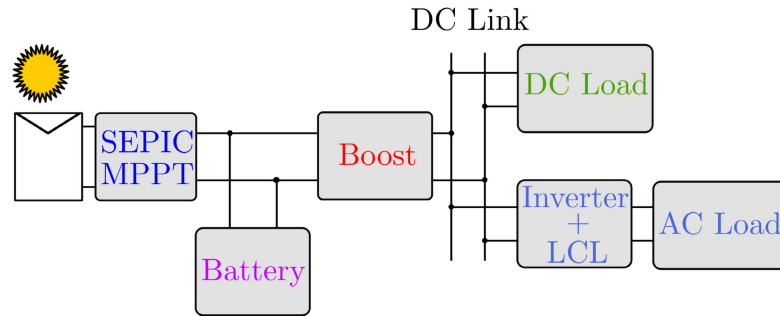 DC Link
DC Load
SEPIC
MPPT
Boost
Inverter
+
LCL
AC Load
Battery